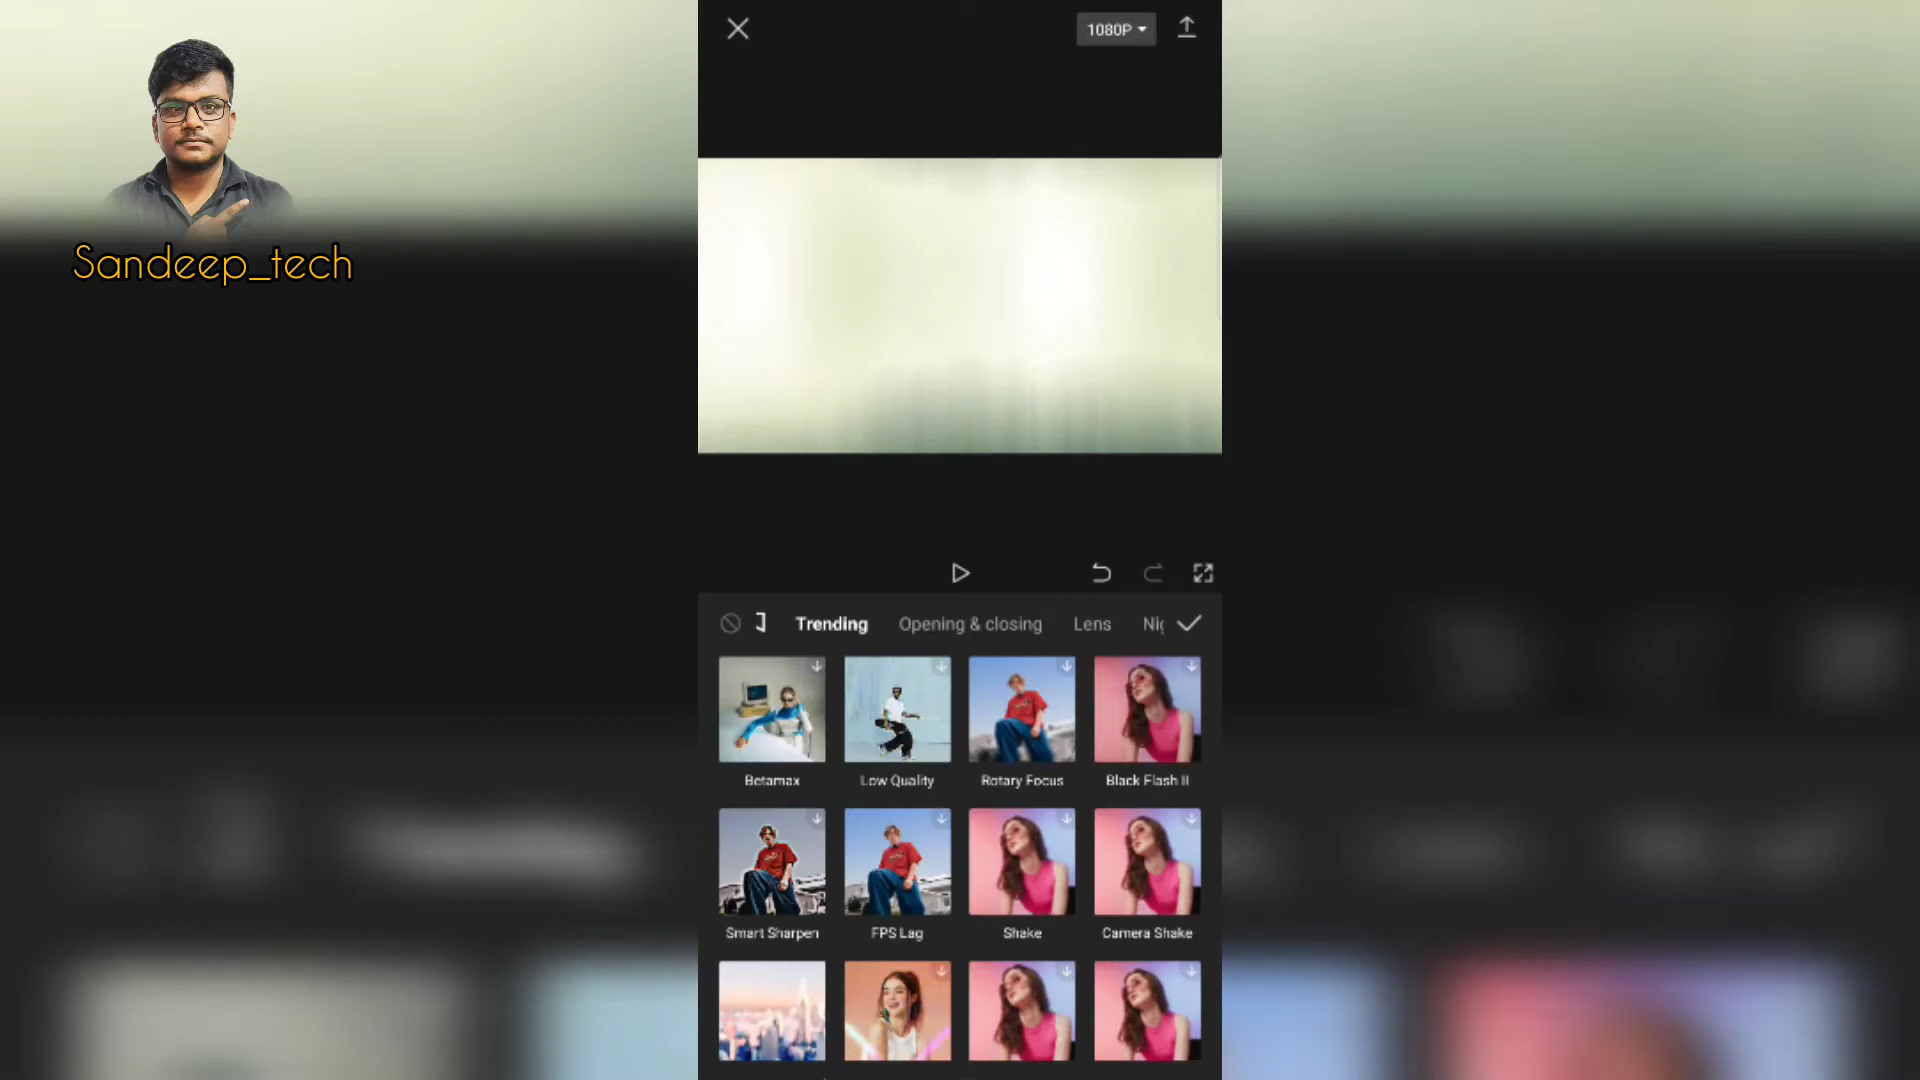 1080P
Sandeep_tech
Trending Opening & closing Lens
Betamax Low Quality Rotary Focus Black Flash II
Smart Sharpen FPS Lag Shake Camera Shake